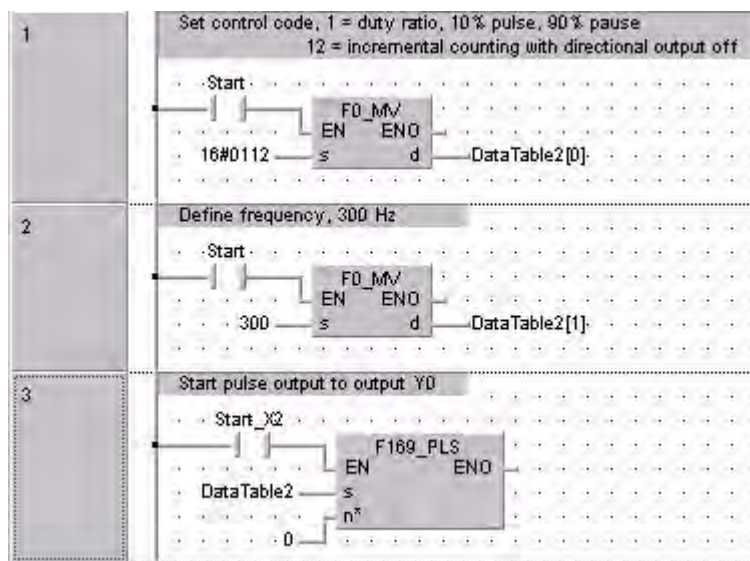 1
Set control code, 1 = duty ratio, 10% pulse, 90% pause
12 = incremental counting with directional output off
Start
F0_MV
EN ENO
16#0112 s d DataTable2[0]
2
Define frequency, 300 Hz
Start
F0_MV
EN ENO
300 s d DataTable2[1]
3
Start pulse output to output Y0
Start_X2
F169_PLS
EN ENO
DataTable2 s
n*
0